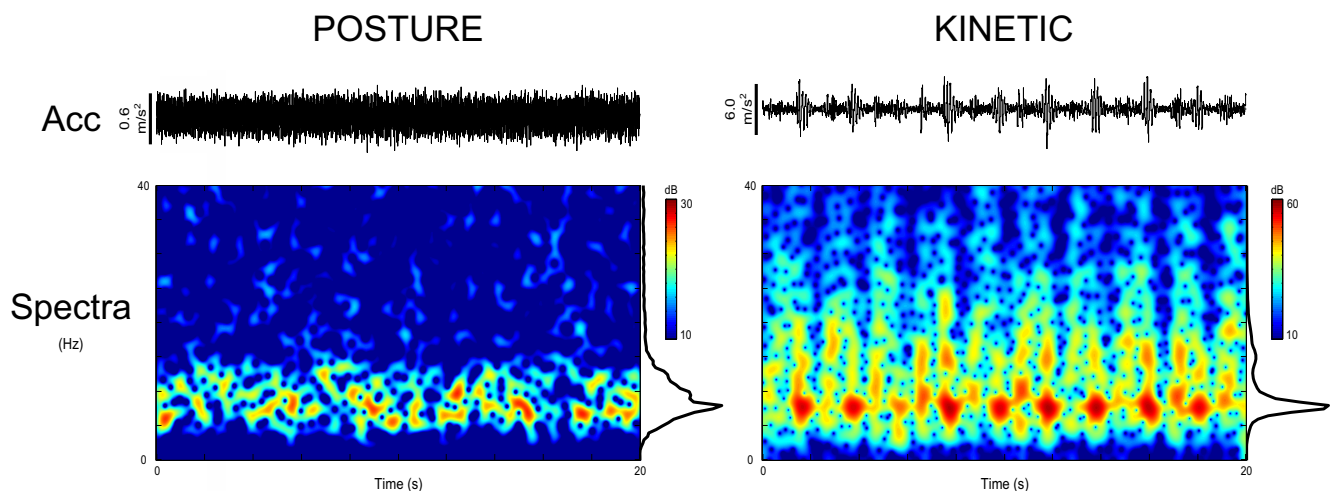 POSTURE
KINETIC
Acc
0.6
m/s²
6.0
m/s²
Spectra
(Hz)
40
0
0
20
Time (s)
dB
30
10
40
0
0
20
Time (s)
dB
60
10